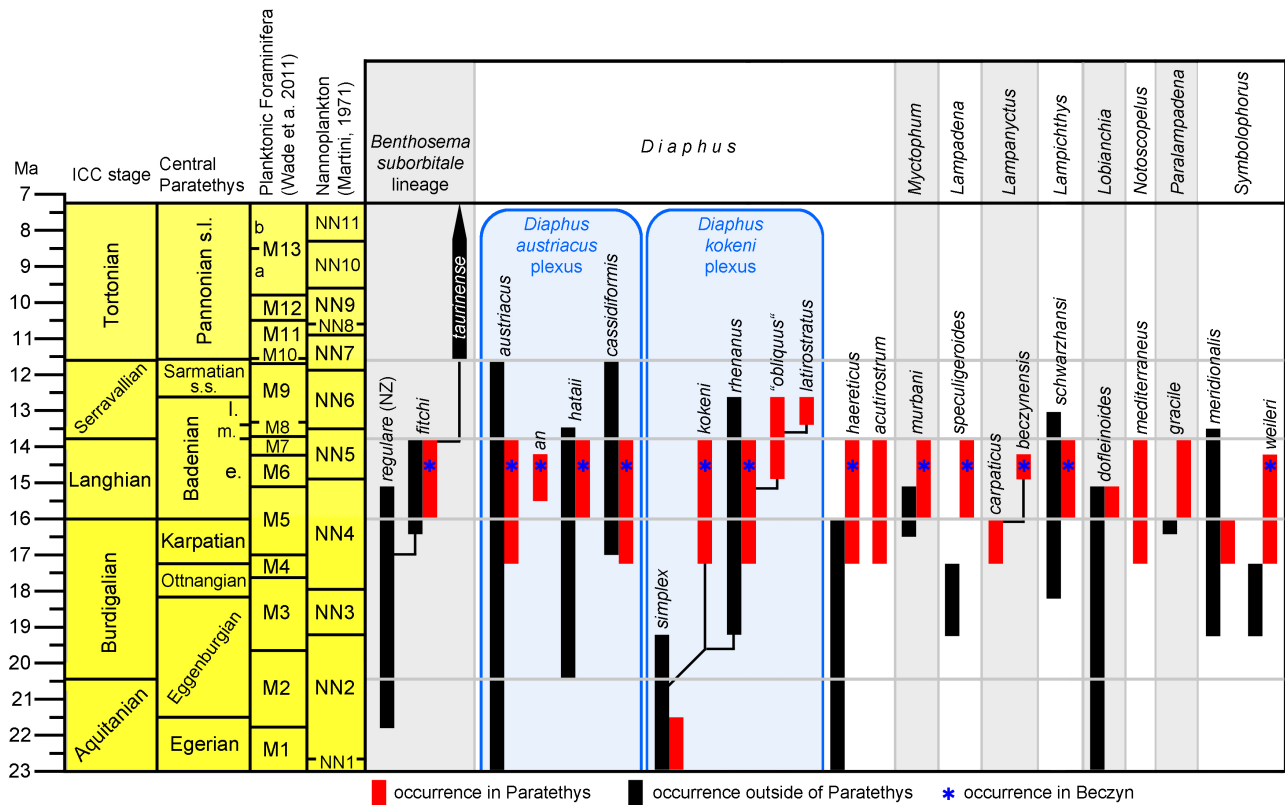 Ma
ICC stage
Central
Paratethys
Planktonic Foraminifera
(Wade et a. 2011)
Nannoplankton
(Martini, 1971)
Benthosema
suborbitale
lineage
Diaphus
Myctophum
Lampadena
Lampanyctus
Lampichthys
Lobianchia
Notoscopelus
Paralampadena
Symbolophorus
7
8
9
10
11
12
13
14
15
16
17
18
19
20
21
22
23
Tortonian
Serravallian
Langhian
Burdigalian
Aquitanian
Pannonian s.l.
Sarmatian
s.s.
Badenian
l.
m.
e.
Karpatian
Ottnangian
Eggenburgian
Egerian
b
M13
a
M12
M11
M10
M9
M8
M7
M6
M5
M4
M3
M2
M1
NN11
NN10
NN9
NN8
NN7
NN6
NN5
NN4
NN3
NN2
NN1
regulare (NZ)
fitchi
taurinense
Diaphus
austriacus
plexus
austriacus
an
hataii
cassidiformis
Diaphus
kokeni
plexus
simplex
kokeni
rhenanus
"obliquus“
latirostratus
haereticus
acutirostrum
murbani
speculigeroides
carpaticus
beczynensis
schwarzhansi
dofleinoides
mediterraneus
gracile
meridionalis
weileri
occurrence in Paratethys
occurrence outside of Paratethys
* occurrence in Beczyn